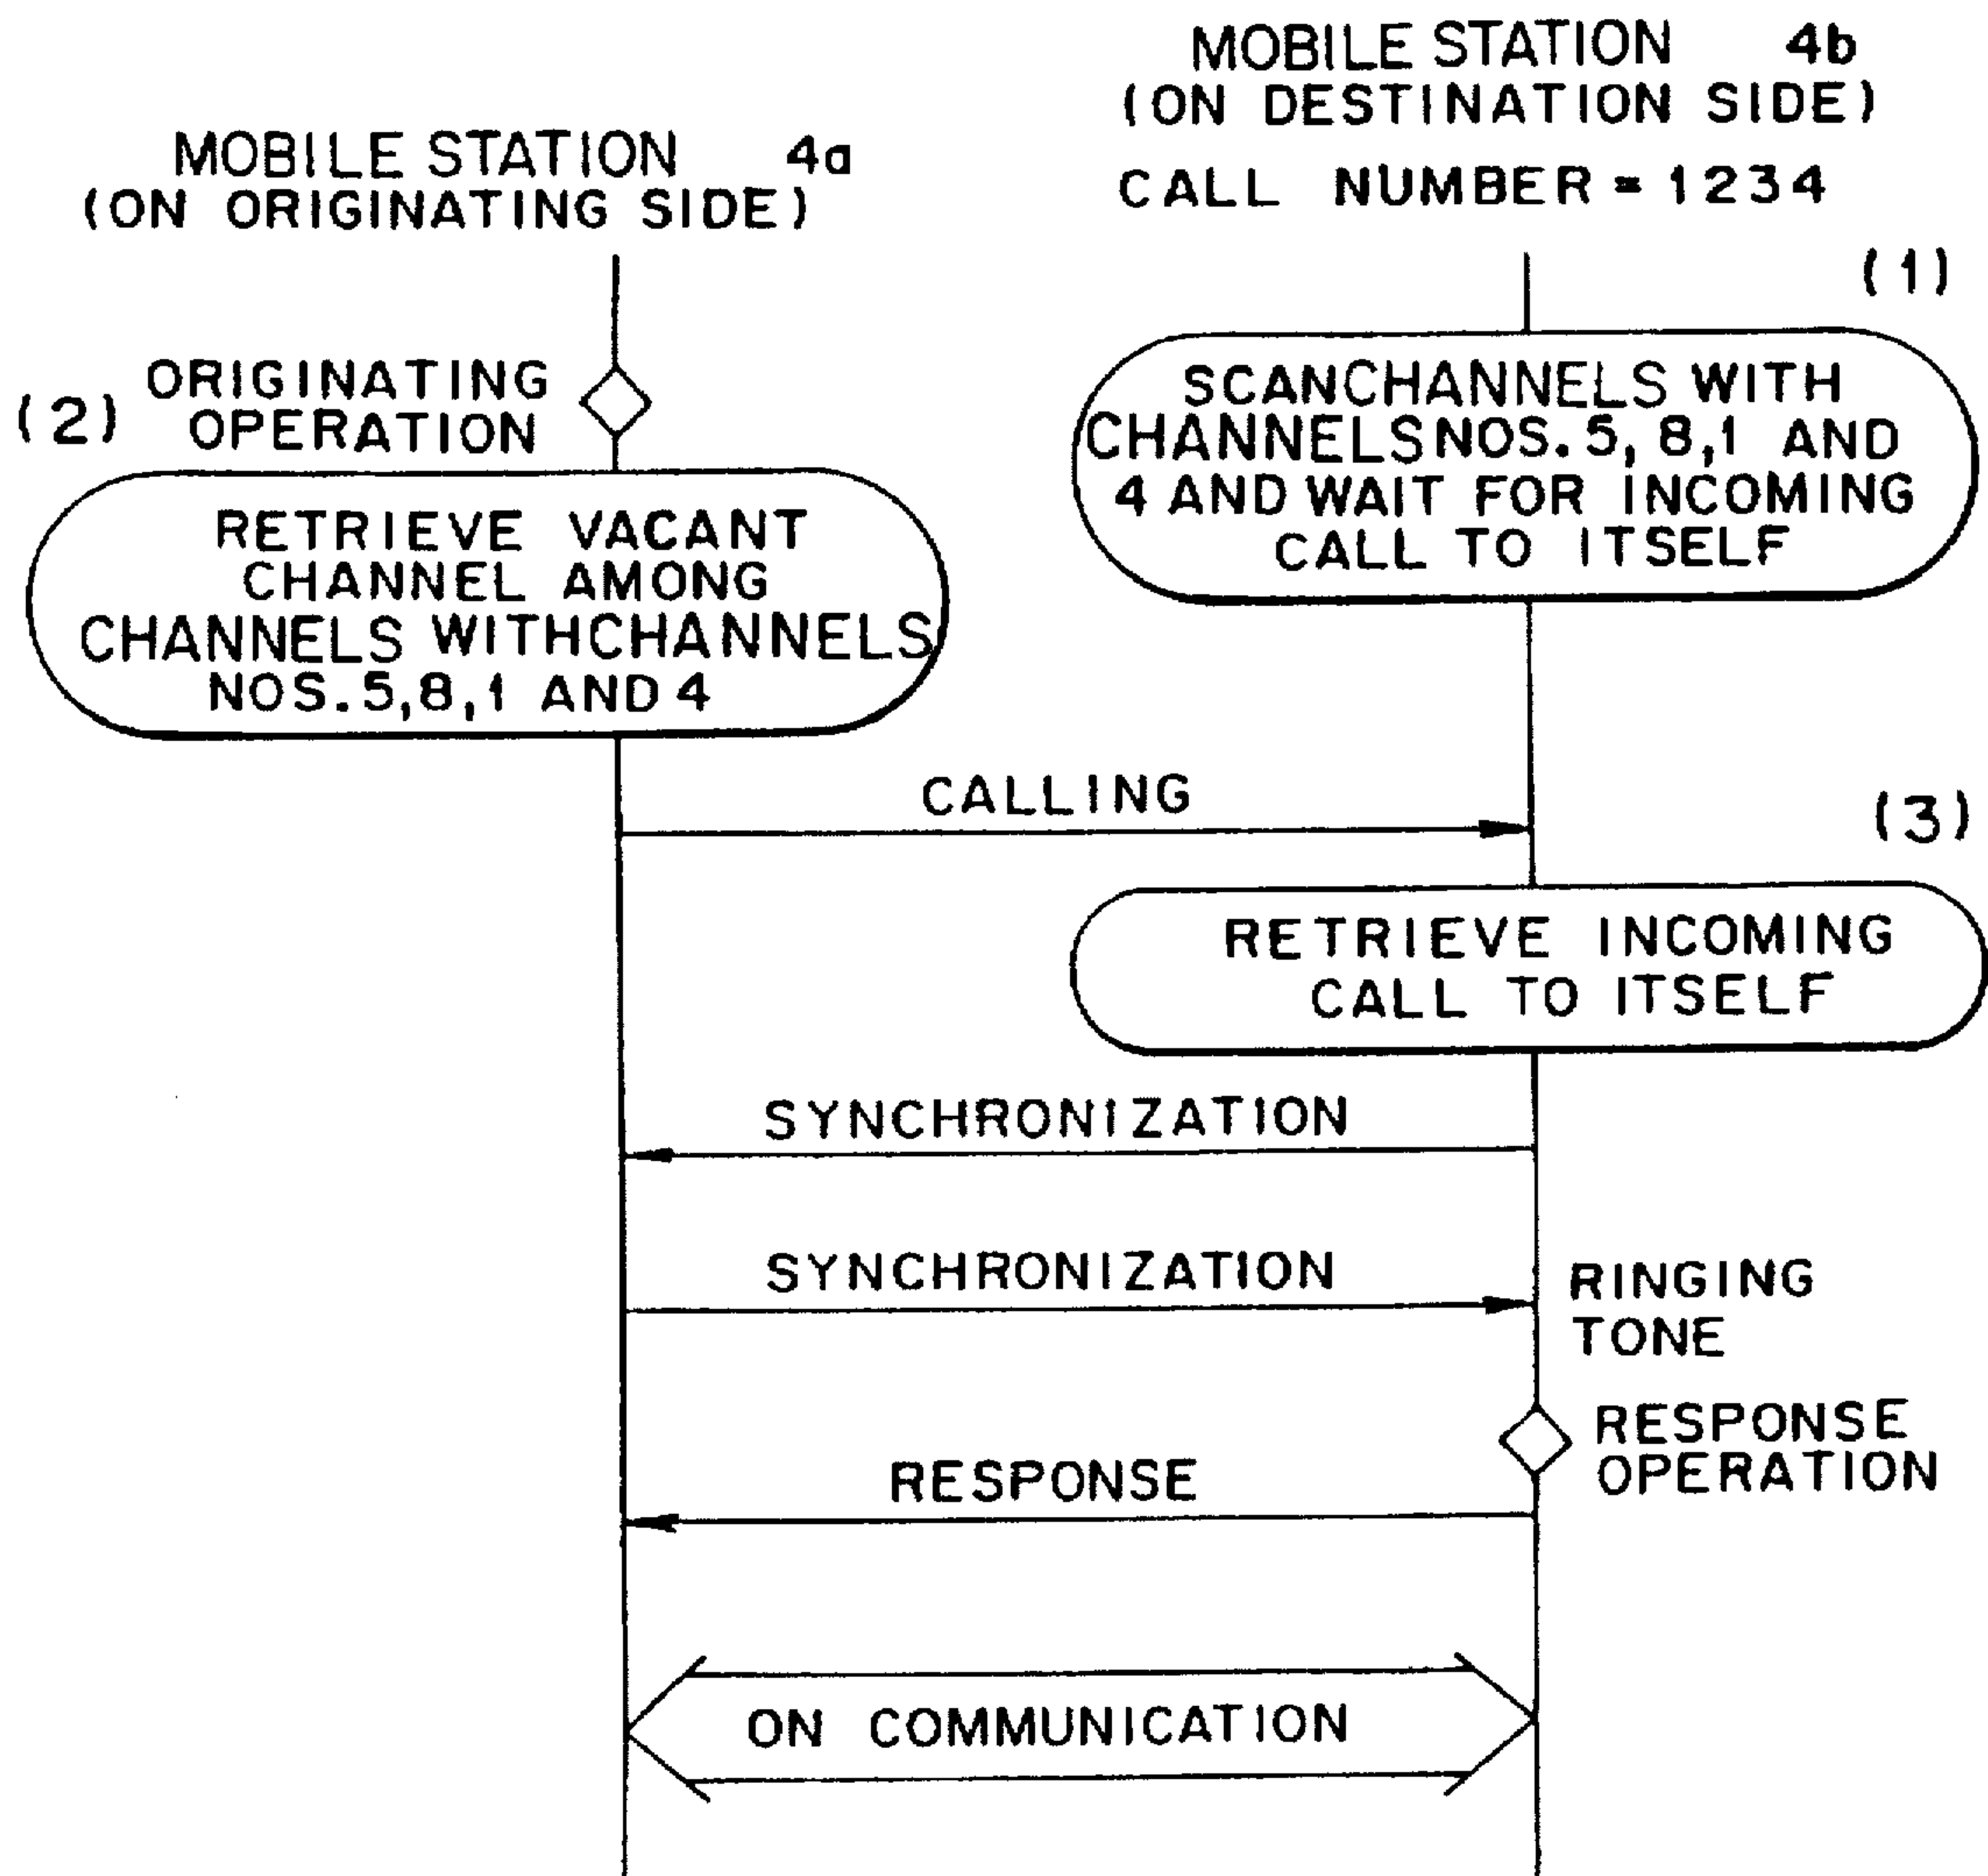 MOBILE STATION 4b
(ON DESTINATION SIDE)
CALL NUMBER = 1234
MOBILE STATION 4a
(ON ORIGINATING SIDE)
(1)
SCANCHANNELS WITH
CHANNELS NOS. 5, 8, 1 AND
4 AND WAIT FOR INCOMING
CALL TO ITSELF
(2) ORIGINATING
OPERATION
RETRIEVE VACANT
CHANNEL AMONG
CHANNELS WITHCHANNELS
NOS. 5, 8, 1 AND 4
CALLING
(3)
RETRIEVE INCOMING
CALL TO ITSELF
SYNCHRONIZATION
SYNCHRONIZATION
RINGING
TONE
RESPONSE
OPERATION
RESPONSE
ON COMMUNICATION